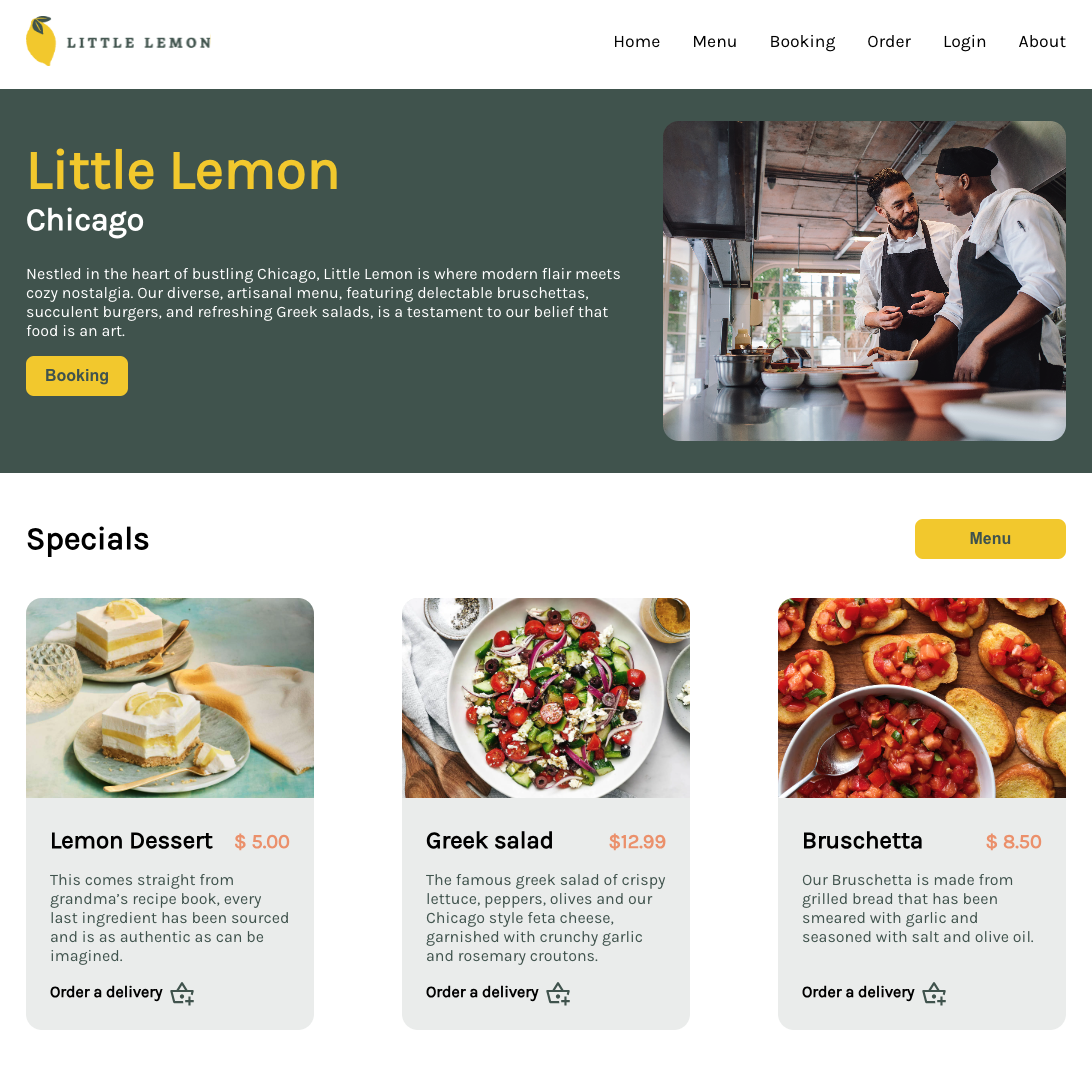 LITTLE LEMON
Home Menu Booking Order Login About
Little Lemon
Chicago
Nestled in the heart of bustling Chicago, Little Lemon is where modern flair meets
cozy nostalgia. Our diverse, artisanal menu, featuring delectable bruschettas,
succulent burgers, and refreshing Greek salads, is a testament to our belief that
food is an art.
Booking
Specials
Menu
Lemon Dessert $ 5.00
This comes straight from
grandma’s recipe book, every
last ingredient has been sourced
and is as authentic as can be
imagined.
Order a delivery
Greek salad $12.99
The famous greek salad of crispy
lettuce, peppers, olives and our
Chicago style feta cheese,
garnished with crunchy garlic
and rosemary croutons.
Order a delivery
Bruschetta $ 8.50
Our Bruschetta is made from
grilled bread that has been
smeared with garlic and
seasoned with salt and olive oil.
Order a delivery